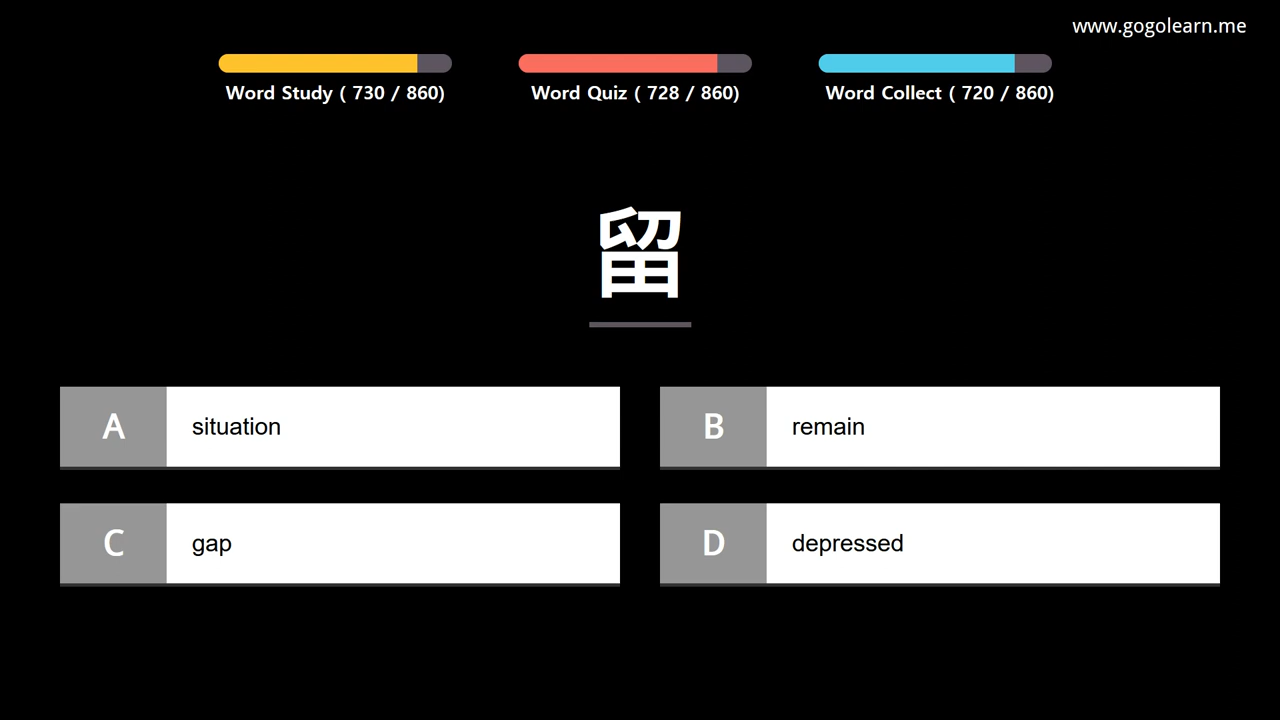 www.gogolearn.me
Word Study ( 730 / 860)
Word Quiz ( 728 / 860)
Word Collect ( 720 / 860)
留
A situation
B remain
C gap
D depressed